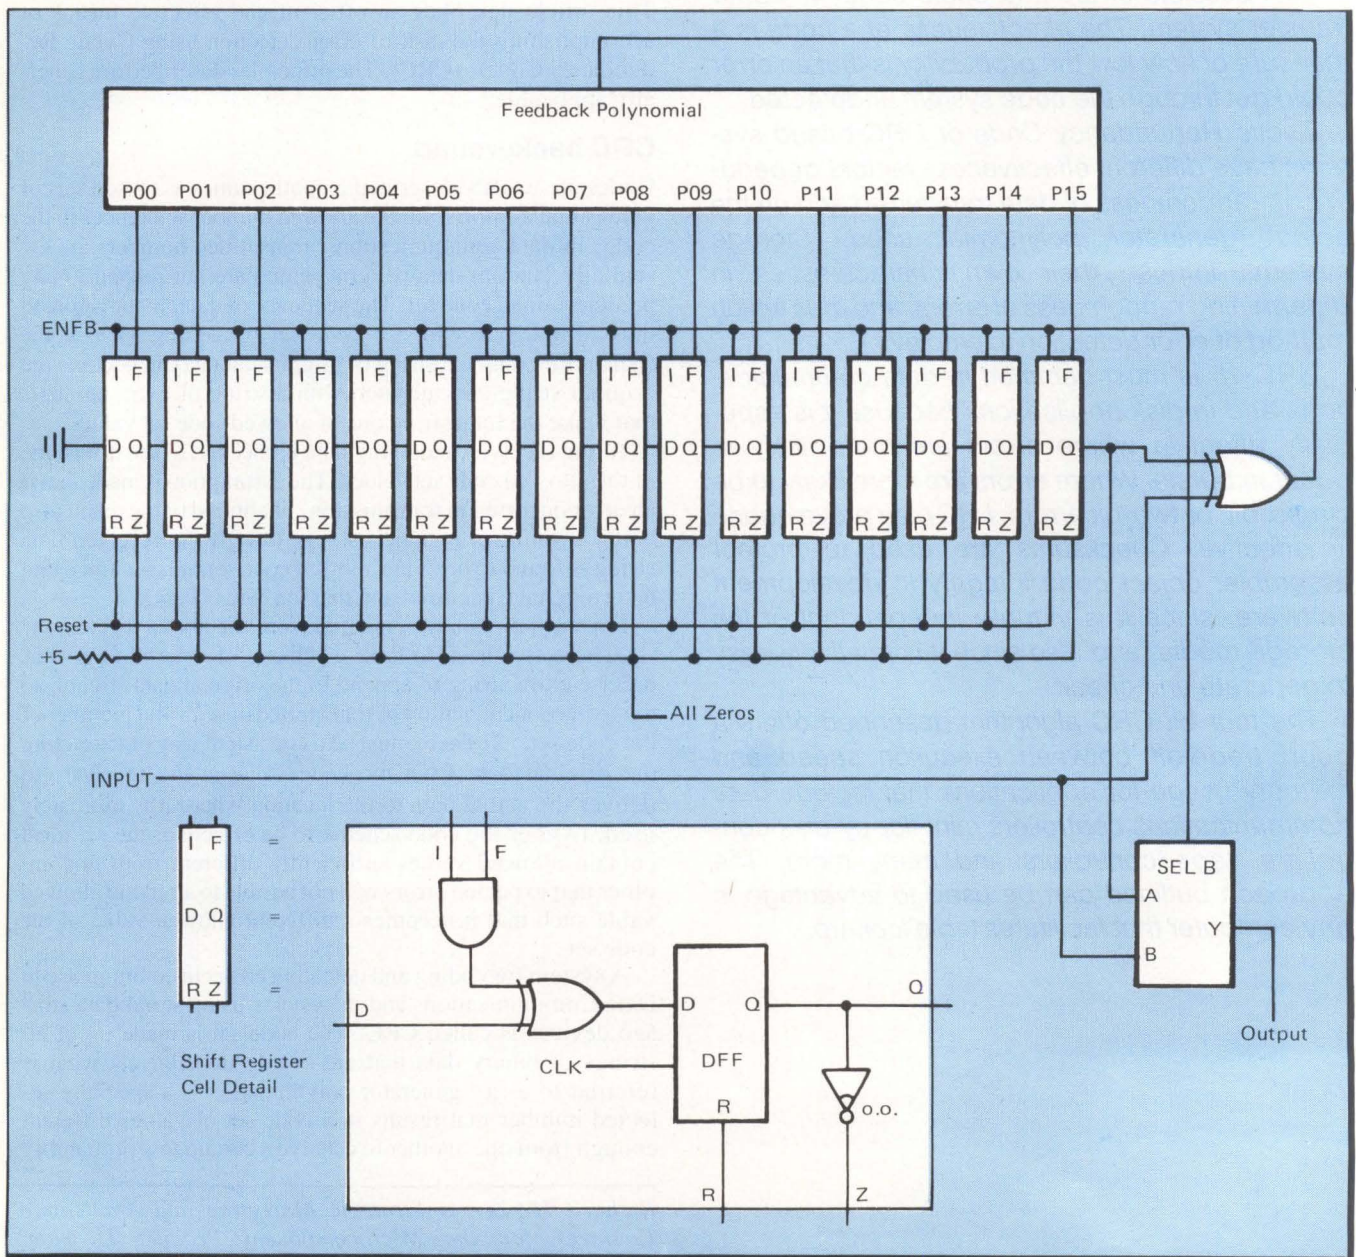 Feedback Polynomial
P00 P01 P02 P03 P04 P05 P06 P07 P08 P09 P10 P11 P12 P13 P14 P15
ENFB
I F I F I F I F I F I F I F I F I F I F I F I F I F I F I F I F
D Q D Q D Q D Q D Q D Q D Q D Q D Q D Q D Q D Q D Q D Q D Q D Q
R Z R Z R Z R Z R Z R Z R Z R Z R Z R Z R Z R Z R Z R Z R Z R Z
Reset
+5
All Zeros
INPUT
I F =
D Q =
R Z =
Shift Register
Cell Detail
I F
D
D Q
Q
CLK
DFF
R
o.o.
R
Z
SEL B
A
Y
B
Output